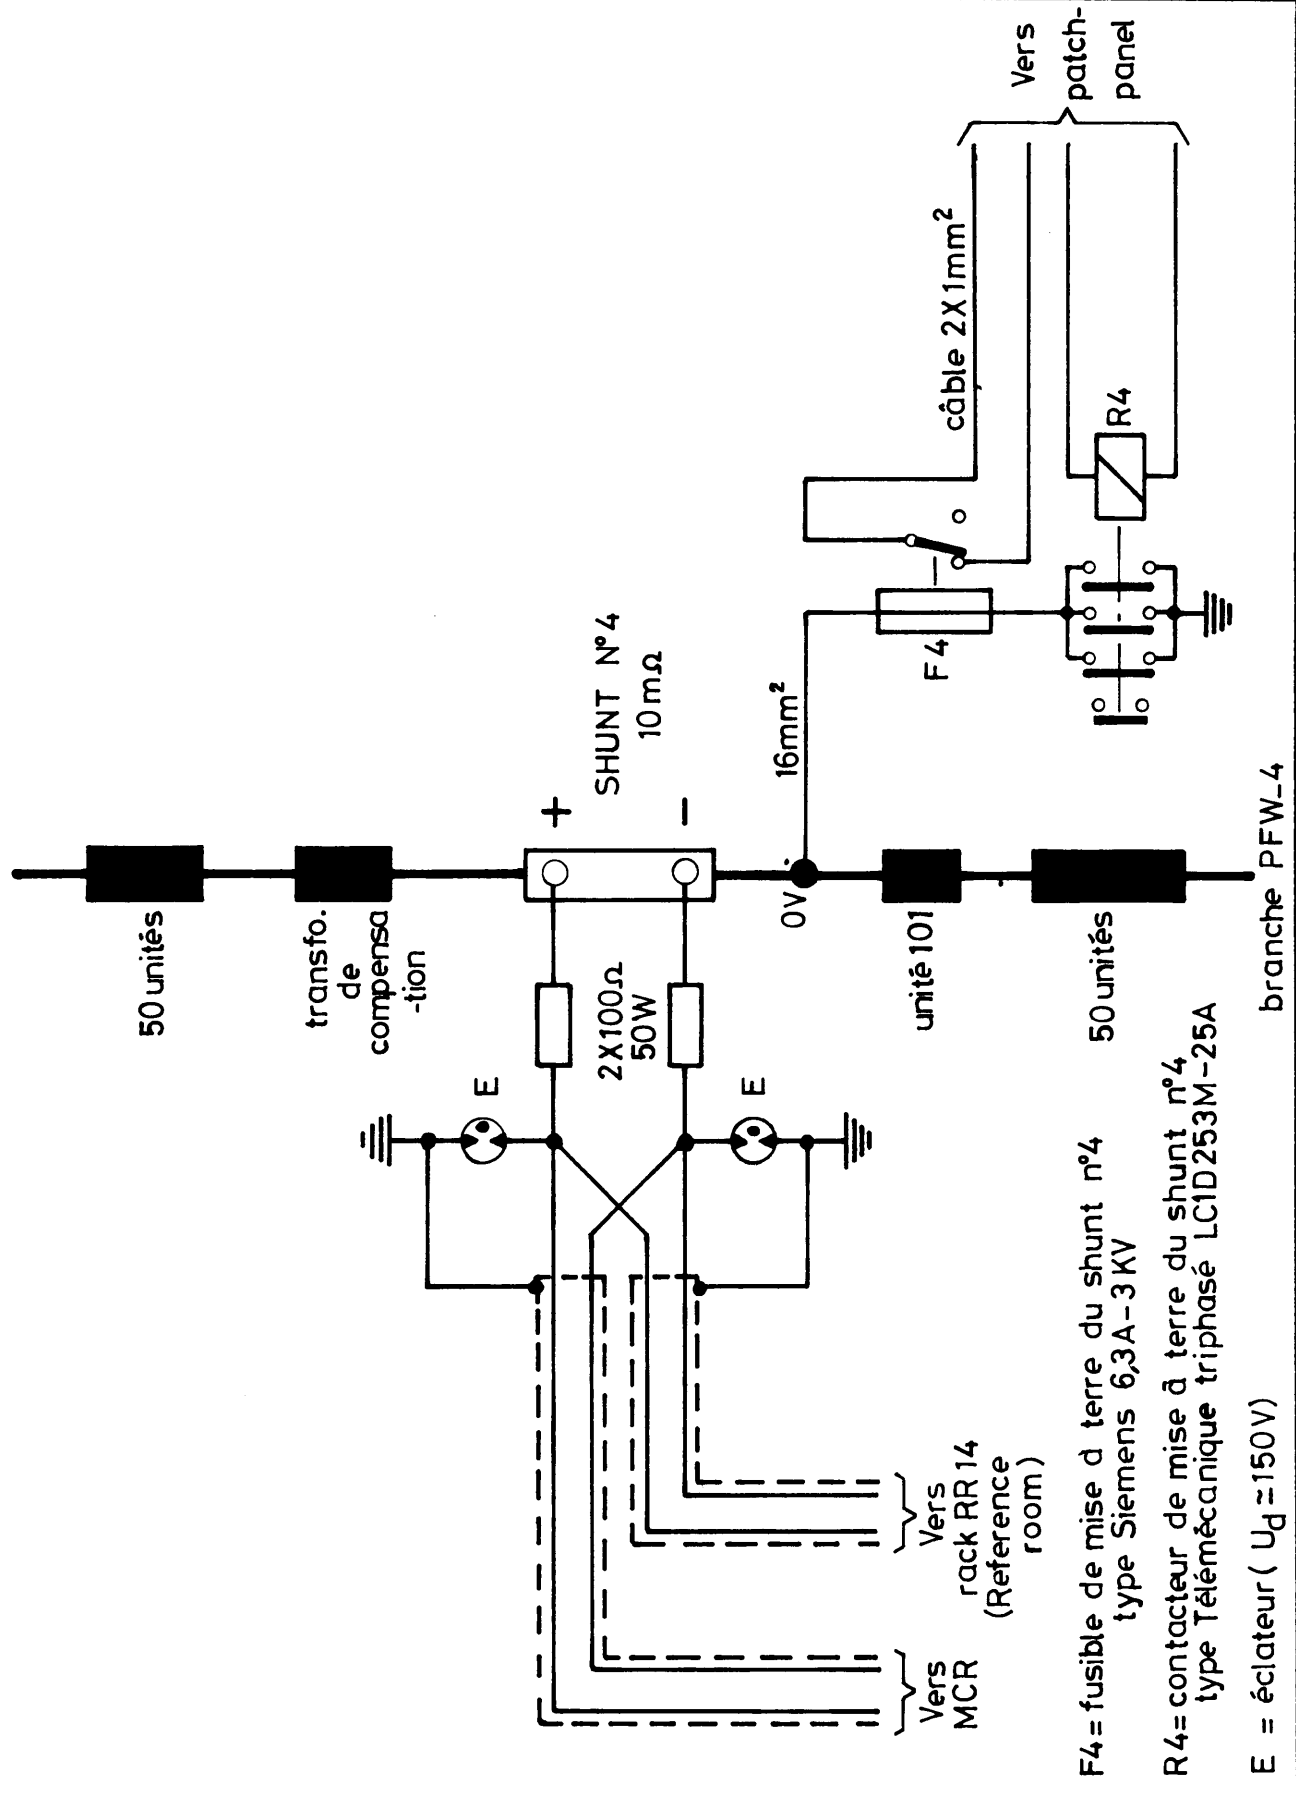 50 unités
transfo.
de
compensa
-tion
+
SHUNT N°4
10mΩ
-
E
2X100Ω
50W
E
0V
16mm²
unité 101
50 unités
branche PFW-4
F4
câble 2X1mm²
R4
Vers
patch-
panel
Vers
MCR
Vers
rack RR14
(Reference
room)
F4= fusible de mise à terre du shunt n°4
type Siemens 6,3A-3KV
R4= contacteur de mise à terre du shunt n°4
type Télémécanique triphasé LC1D253M-25A
E = éclateur ( Ud ≃ 150V)